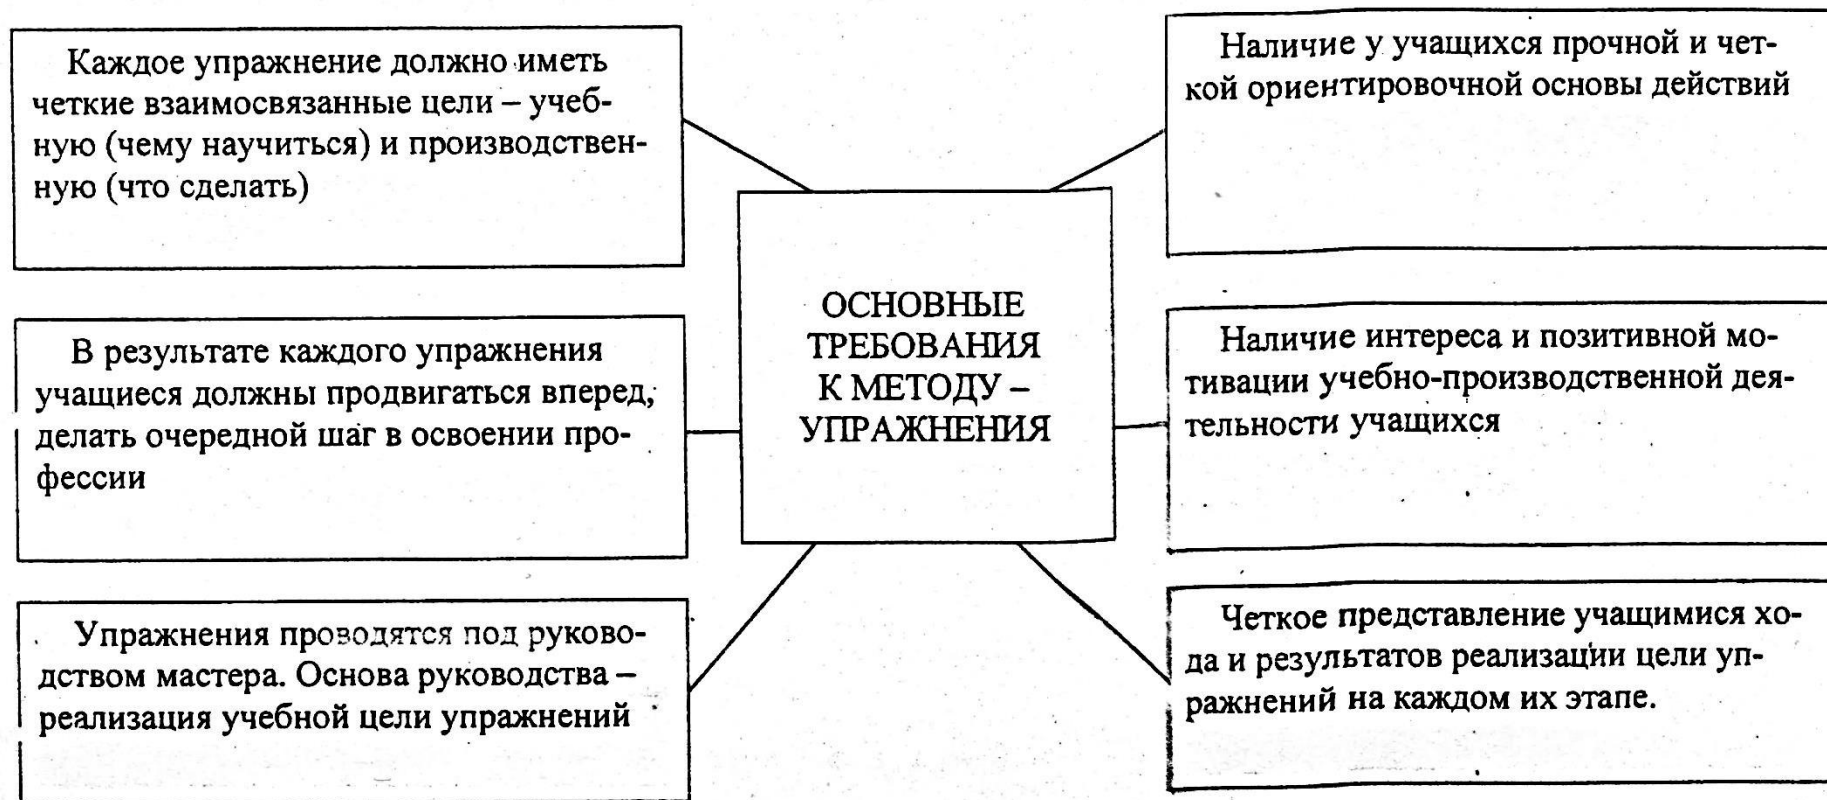 Каждое упражнение должно иметь
четкие взаимосвязанные цели – учеб-
ную (чему научиться) и производствен-
ную (что сделать)
В результате каждого упражнения
учащиеся должны продвигаться вперед,
делать очередной шаг в освоении про-
фессии
Упражнения проводятся под руково-
дством мастера. Основа руководства –
реализация учебной цели упражнений
ОСНОВНЫЕ
ТРЕБОВАНИЯ
К МЕТОДУ –
УПРАЖНЕНИЯ
Наличие у учащихся прочной и чет-
кой ориентировочной основы действий
Наличие интереса и позитивной мо-
тивации учебно-производственной дея-
тельности учащихся
Четкое представление учащимися хо-
да и результатов реализации цели уп-
ражнений на каждом их этапе.